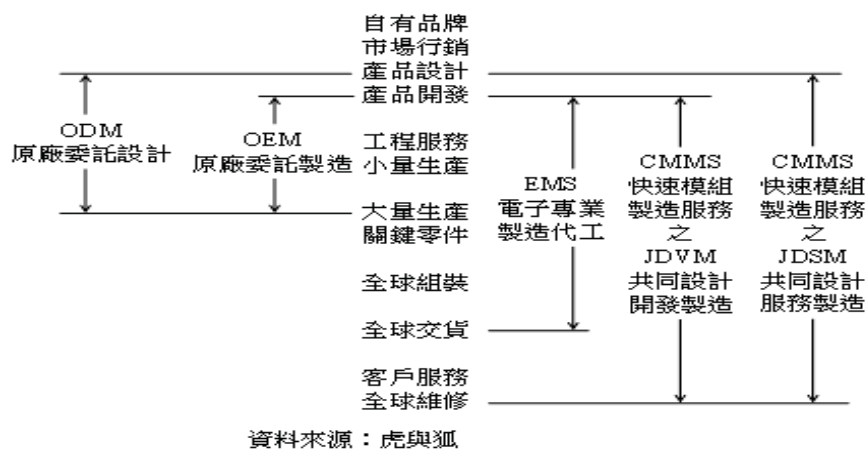 自有品牌
市場行銷
產品設計
產品開發
工程服務
小量生產
大量生產
關鍵零件
全球組裝
全球交貨
客戶服務
全球維修
ODM
原廠委託設計
OEM
原廠委託製造
EMS
電子專業
製造代工
CMMS
快速模組
製造服務
之
JDVM
共同設計
開發製造
CMMS
快速模組
製造服務
之
JDSM
共同設計
服務製造
資料來源：虎與狐